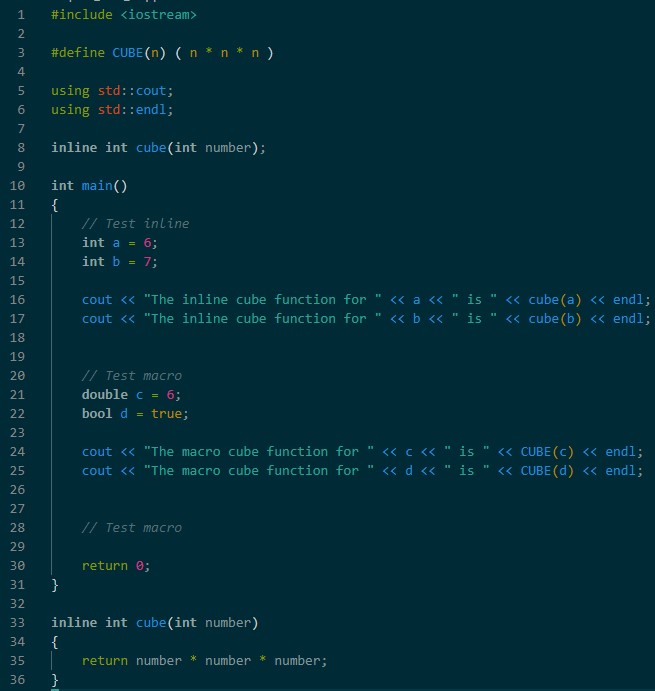 1 #include <iostream>
2
3 #define CUBE(n) ( n * n * n )
4
5 using std::cout;
6 using std::endl;
7
8 inline int cube(int number);
9
10 int main()
11 {
12 // Test inline
13 int a = 6;
14 int b = 7;
15
16 cout << "The inline cube function for " << a << " is " << cube(a) << endl;
17 cout << "The inline cube function for " << b << " is " << cube(b) << endl;
18
19
20 // Test macro
21 double c = 6;
22 bool d = true;
23
24 cout << "The macro cube function for " << c << " is " << CUBE(c) << endl;
25 cout << "The macro cube function for " << d << " is " << CUBE(d) << endl;
26
27
28 // Test macro
29
30 return 0;
31 }
32
33 inline int cube(int number)
34 {
35 return number * number * number;
36 }